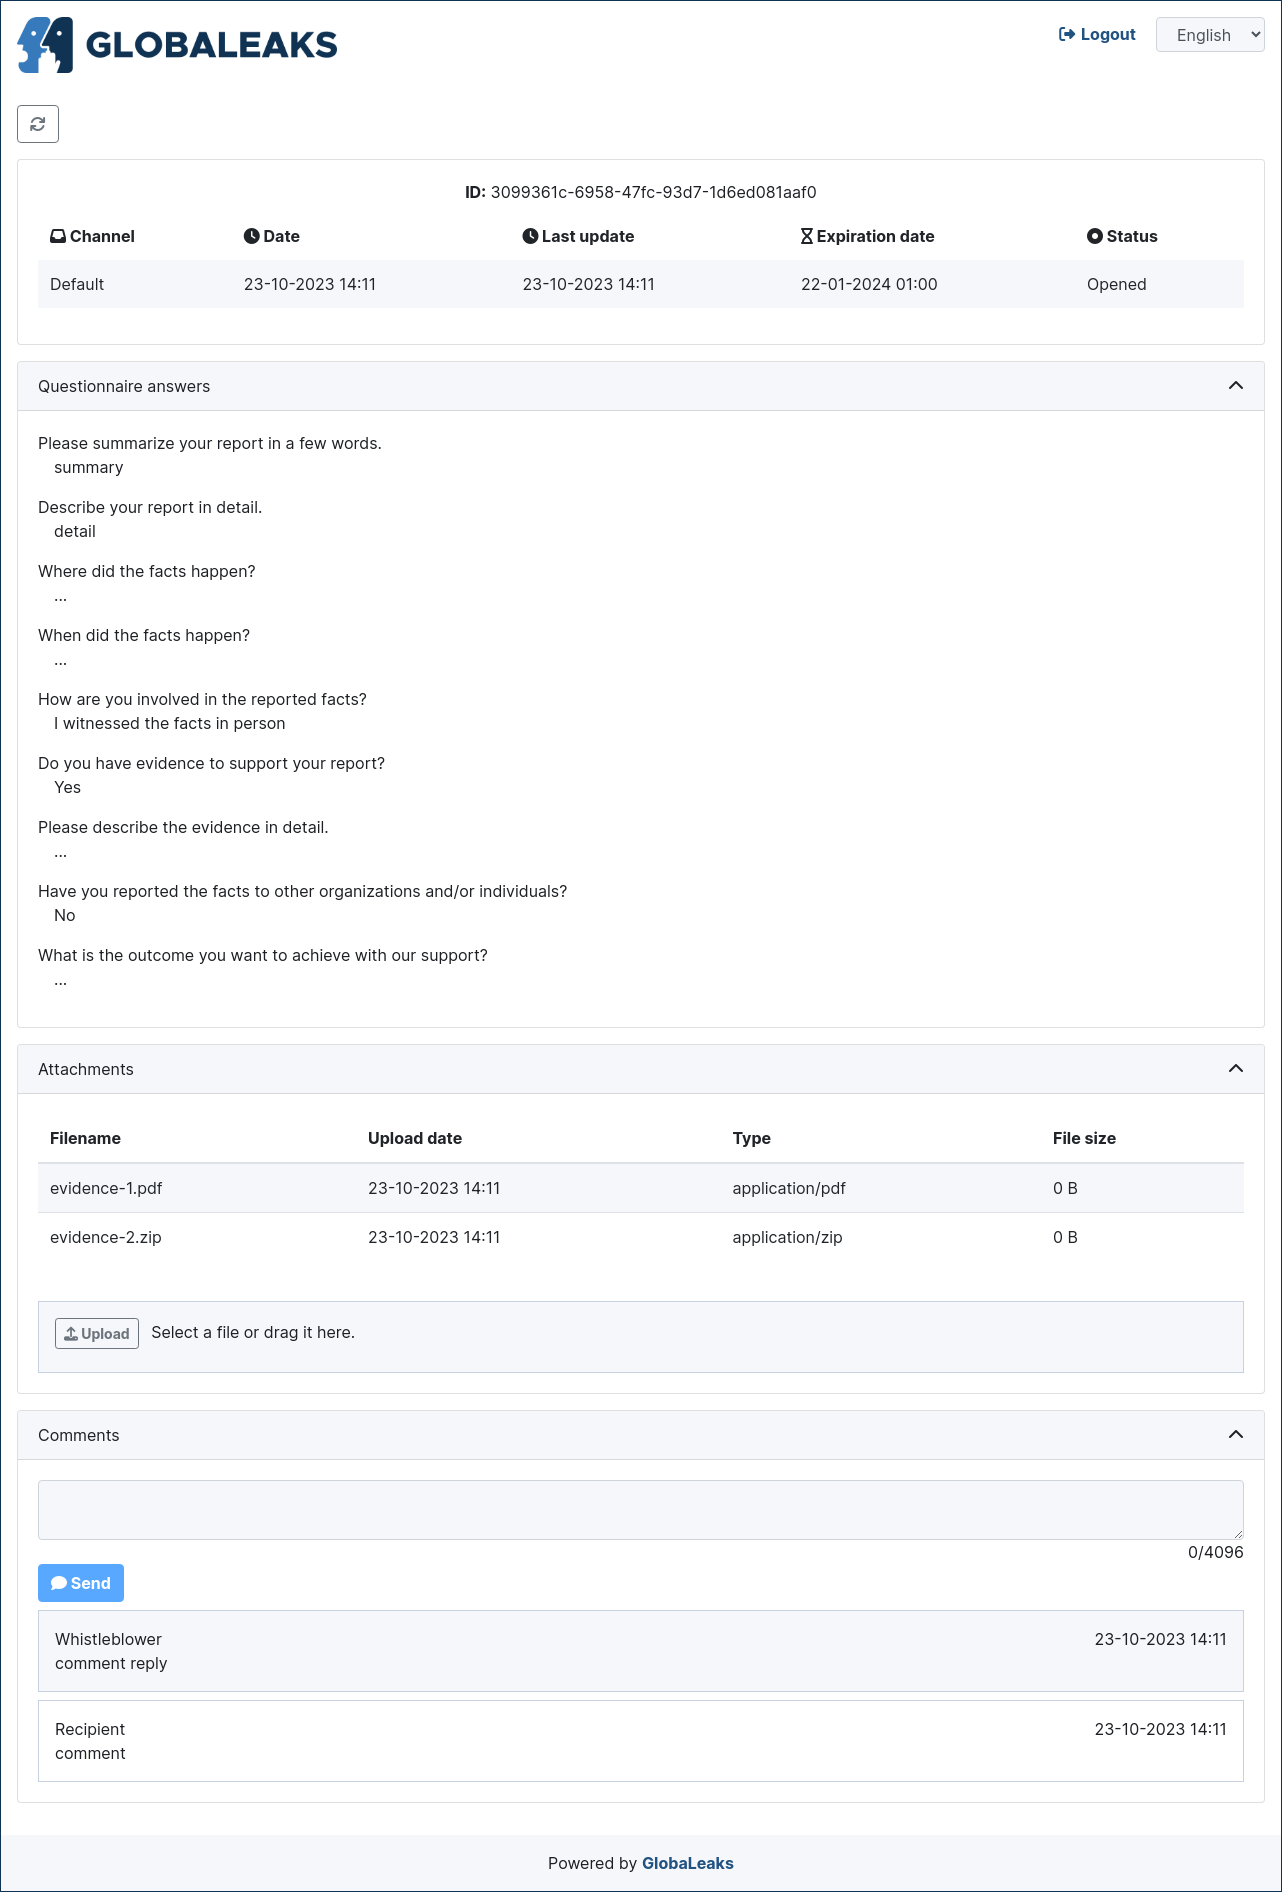 GLOBALEAKS
Logout
English
ID: 3099361c-6958-47fc-93d7-1d6ed081aaf0
Channel Date Last update Expiration date Status
Default 23-10-2023 14:11 23-10-2023 14:11 22-01-2024 01:00 Opened
Questionnaire answers
Please summarize your report in a few words.
summary
Describe your report in detail.
detail
Where did the facts happen?
...
When did the facts happen?
...
How are you involved in the reported facts?
I witnessed the facts in person
Do you have evidence to support your report?
Yes
Please describe the evidence in detail.
...
Have you reported the facts to other organizations and/or individuals?
No
What is the outcome you want to achieve with our support?
...
Attachments
Filename Upload date Type File size
evidence-1.pdf 23-10-2023 14:11 application/pdf 0 B
evidence-2.zip 23-10-2023 14:11 application/zip 0 B
Upload Select a file or drag it here.
Comments
0/4096
Send
Whistleblower 23-10-2023 14:11
comment reply
Recipient 23-10-2023 14:11
comment
Powered by GlobaLeaks